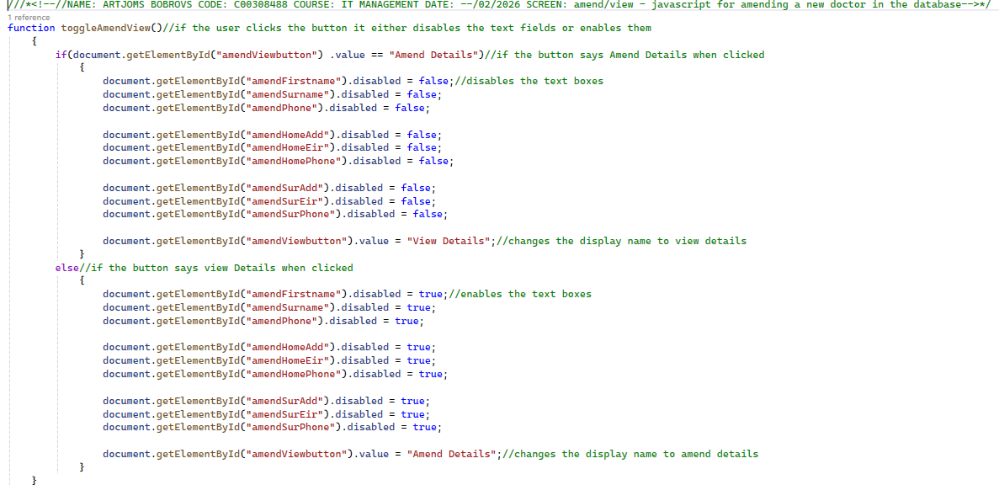 ///*<!--//NAME: ARTJOMS BOBROVS CODE: C00308488 COURSE: IT MANAGEMENT DATE: --/02/2026 SCREEN: amend/view - javascript for amending a new doctor in the database-->*/
1 reference
function toggleAmendView()//if the user clicks the button it either disables the text fields or enables them
{
if(document.getElementById("amendViewbutton") .value == "Amend Details")//if the button says Amend Details when clicked
{
document.getElementById("amendFirstname").disabled = false;//disables the text boxes
document.getElementById("amendSurname").disabled = false;
document.getElementById("amendPhone").disabled = false;
document.getElementById("amendHomeAdd").disabled = false;
document.getElementById("amendHomeEir").disabled = false;
document.getElementById("amendHomePhone").disabled = false;
document.getElementById("amendSurAdd").disabled = false;
document.getElementById("amendSurEir").disabled = false;
document.getElementById("amendSurPhone").disabled = false;
document.getElementById("amendViewbutton").value = "View Details";//changes the display name to view details
}
else//if the button says view Details when clicked
{
document.getElementById("amendFirstname").disabled = true;//enables the text boxes
document.getElementById("amendSurname").disabled = true;
document.getElementById("amendPhone").disabled = true;
document.getElementById("amendHomeAdd").disabled = true;
document.getElementById("amendHomeEir").disabled = true;
document.getElementById("amendHomePhone").disabled = true;
document.getElementById("amendSurAdd").disabled = true;
document.getElementById("amendSurEir").disabled = true;
document.getElementById("amendSurPhone").disabled = true;
document.getElementById("amendViewbutton").value = "Amend Details";//changes the display name to amend details
}
}